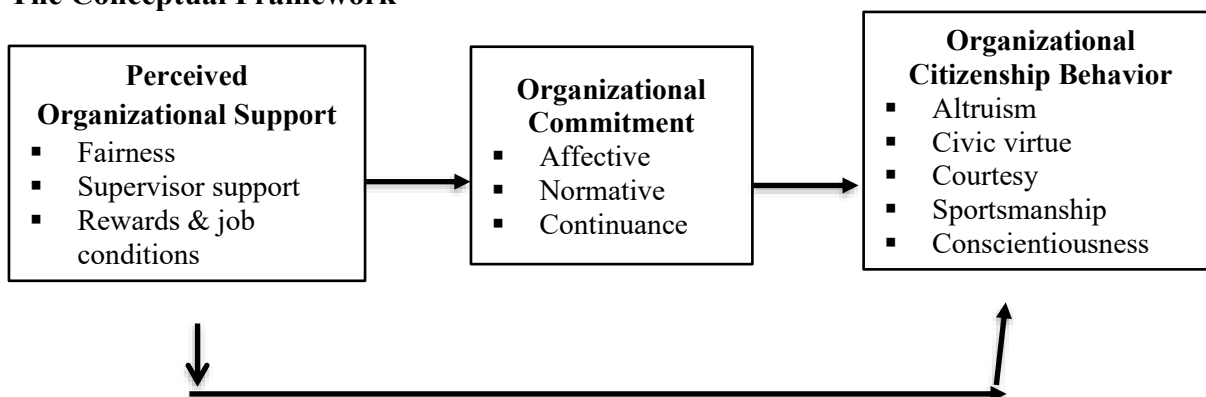 The Conceptual Framework
Perceived
Organizational Support
▪ Fairness
▪ Supervisor support
▪ Rewards & job
conditions
Organizational
Commitment
▪ Affective
▪ Normative
▪ Continuance
Organizational
Citizenship Behavior
▪ Altruism
▪ Civic virtue
▪ Courtesy
▪ Sportsmanship
▪ Conscientiousness